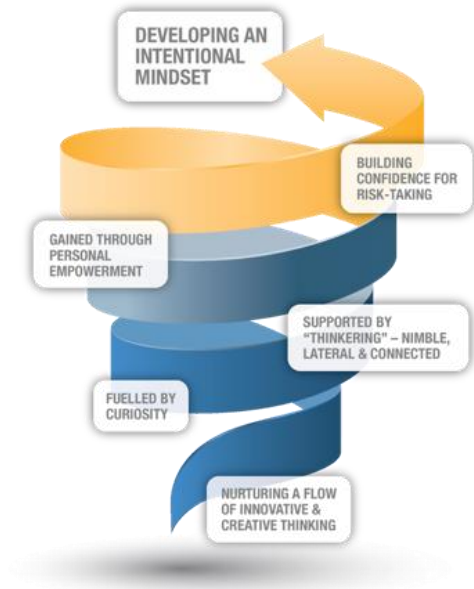 DEVELOPING AN
INTENTIONAL
MINDSET
BUILDING
CONFIDENCE FOR
RISK-TAKING
GAINED THROUGH
PERSONAL
EMPOWERMENT
SUPPORTED BY
"THINKERING" – NIMBLE,
LATERAL & CONNECTED
FUELLED BY
CURIOSITY
NURTURING A FLOW
OF INNOVATIVE &
CREATIVE THINKING